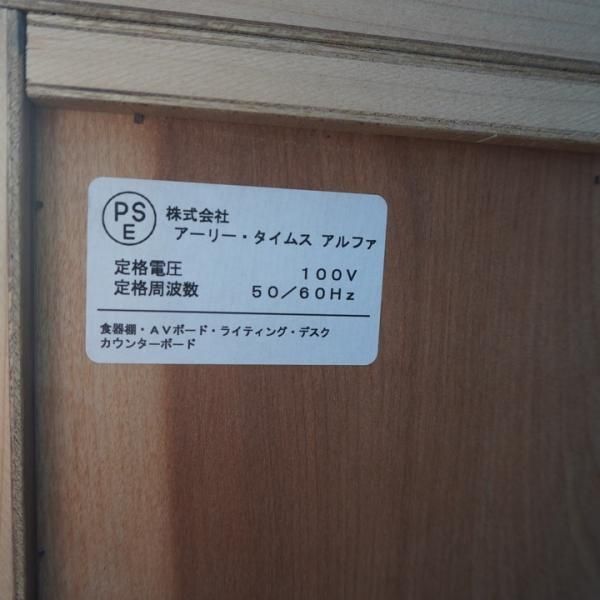 PSE
株式会社
アーリー・タイムス アルファ
定格電圧 100V
定格周波数 50／60Hz
食器棚・AVボード・ライティング・デスク
カウンターボード